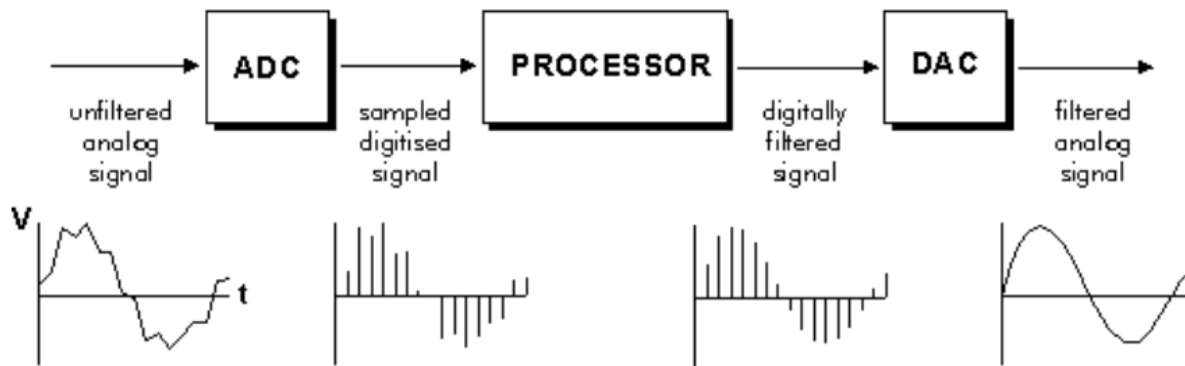 ADC
PROCESSOR
DAC
unfiltered
analog
signal
sampled
digitised
signal
digitally
filtered
signal
filtered
analog
signal
V
t